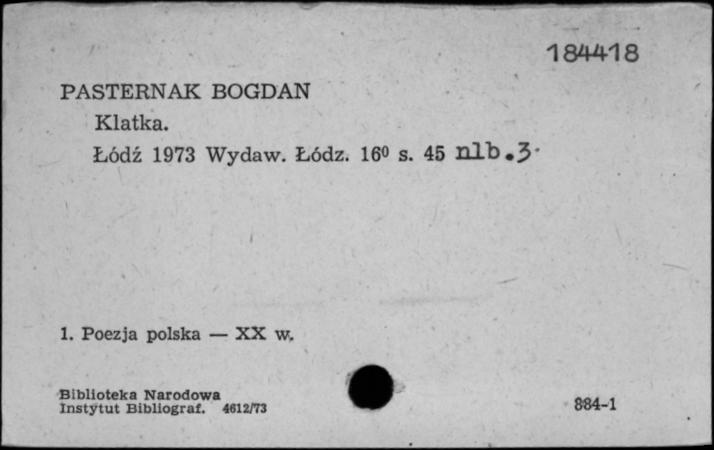 184418
PASTERNAK BOGDAN
Klatka.
Łódź 1973 Wydaw. Łódz. 16⁰ s. 45 nlb.3
1. Poezja polska — XX w.
Biblioteka Narodowa
Instytut Bibliograf. 4612/73
884-1